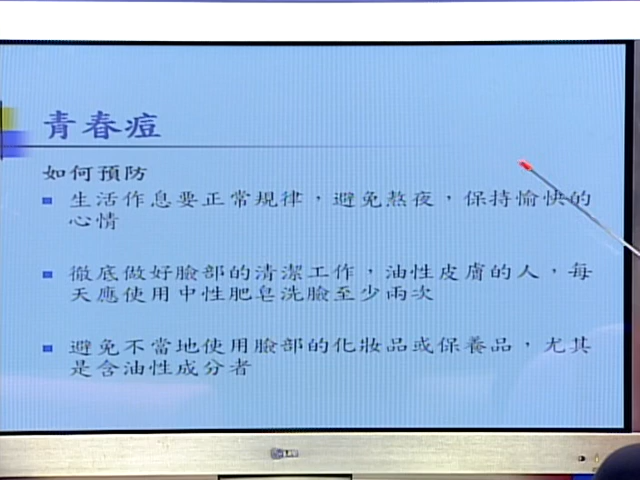 青春痘
如何預防
生活作息要正常規律，避免熬夜，保持愉快的
心情
徹底做好臉部的清潔工作，油性皮膚的人，每
天應使用中性肥皂洗臉至少兩次
避免不當地使用臉部的化妝品或保養品，尤其
是含油性成分者
LG